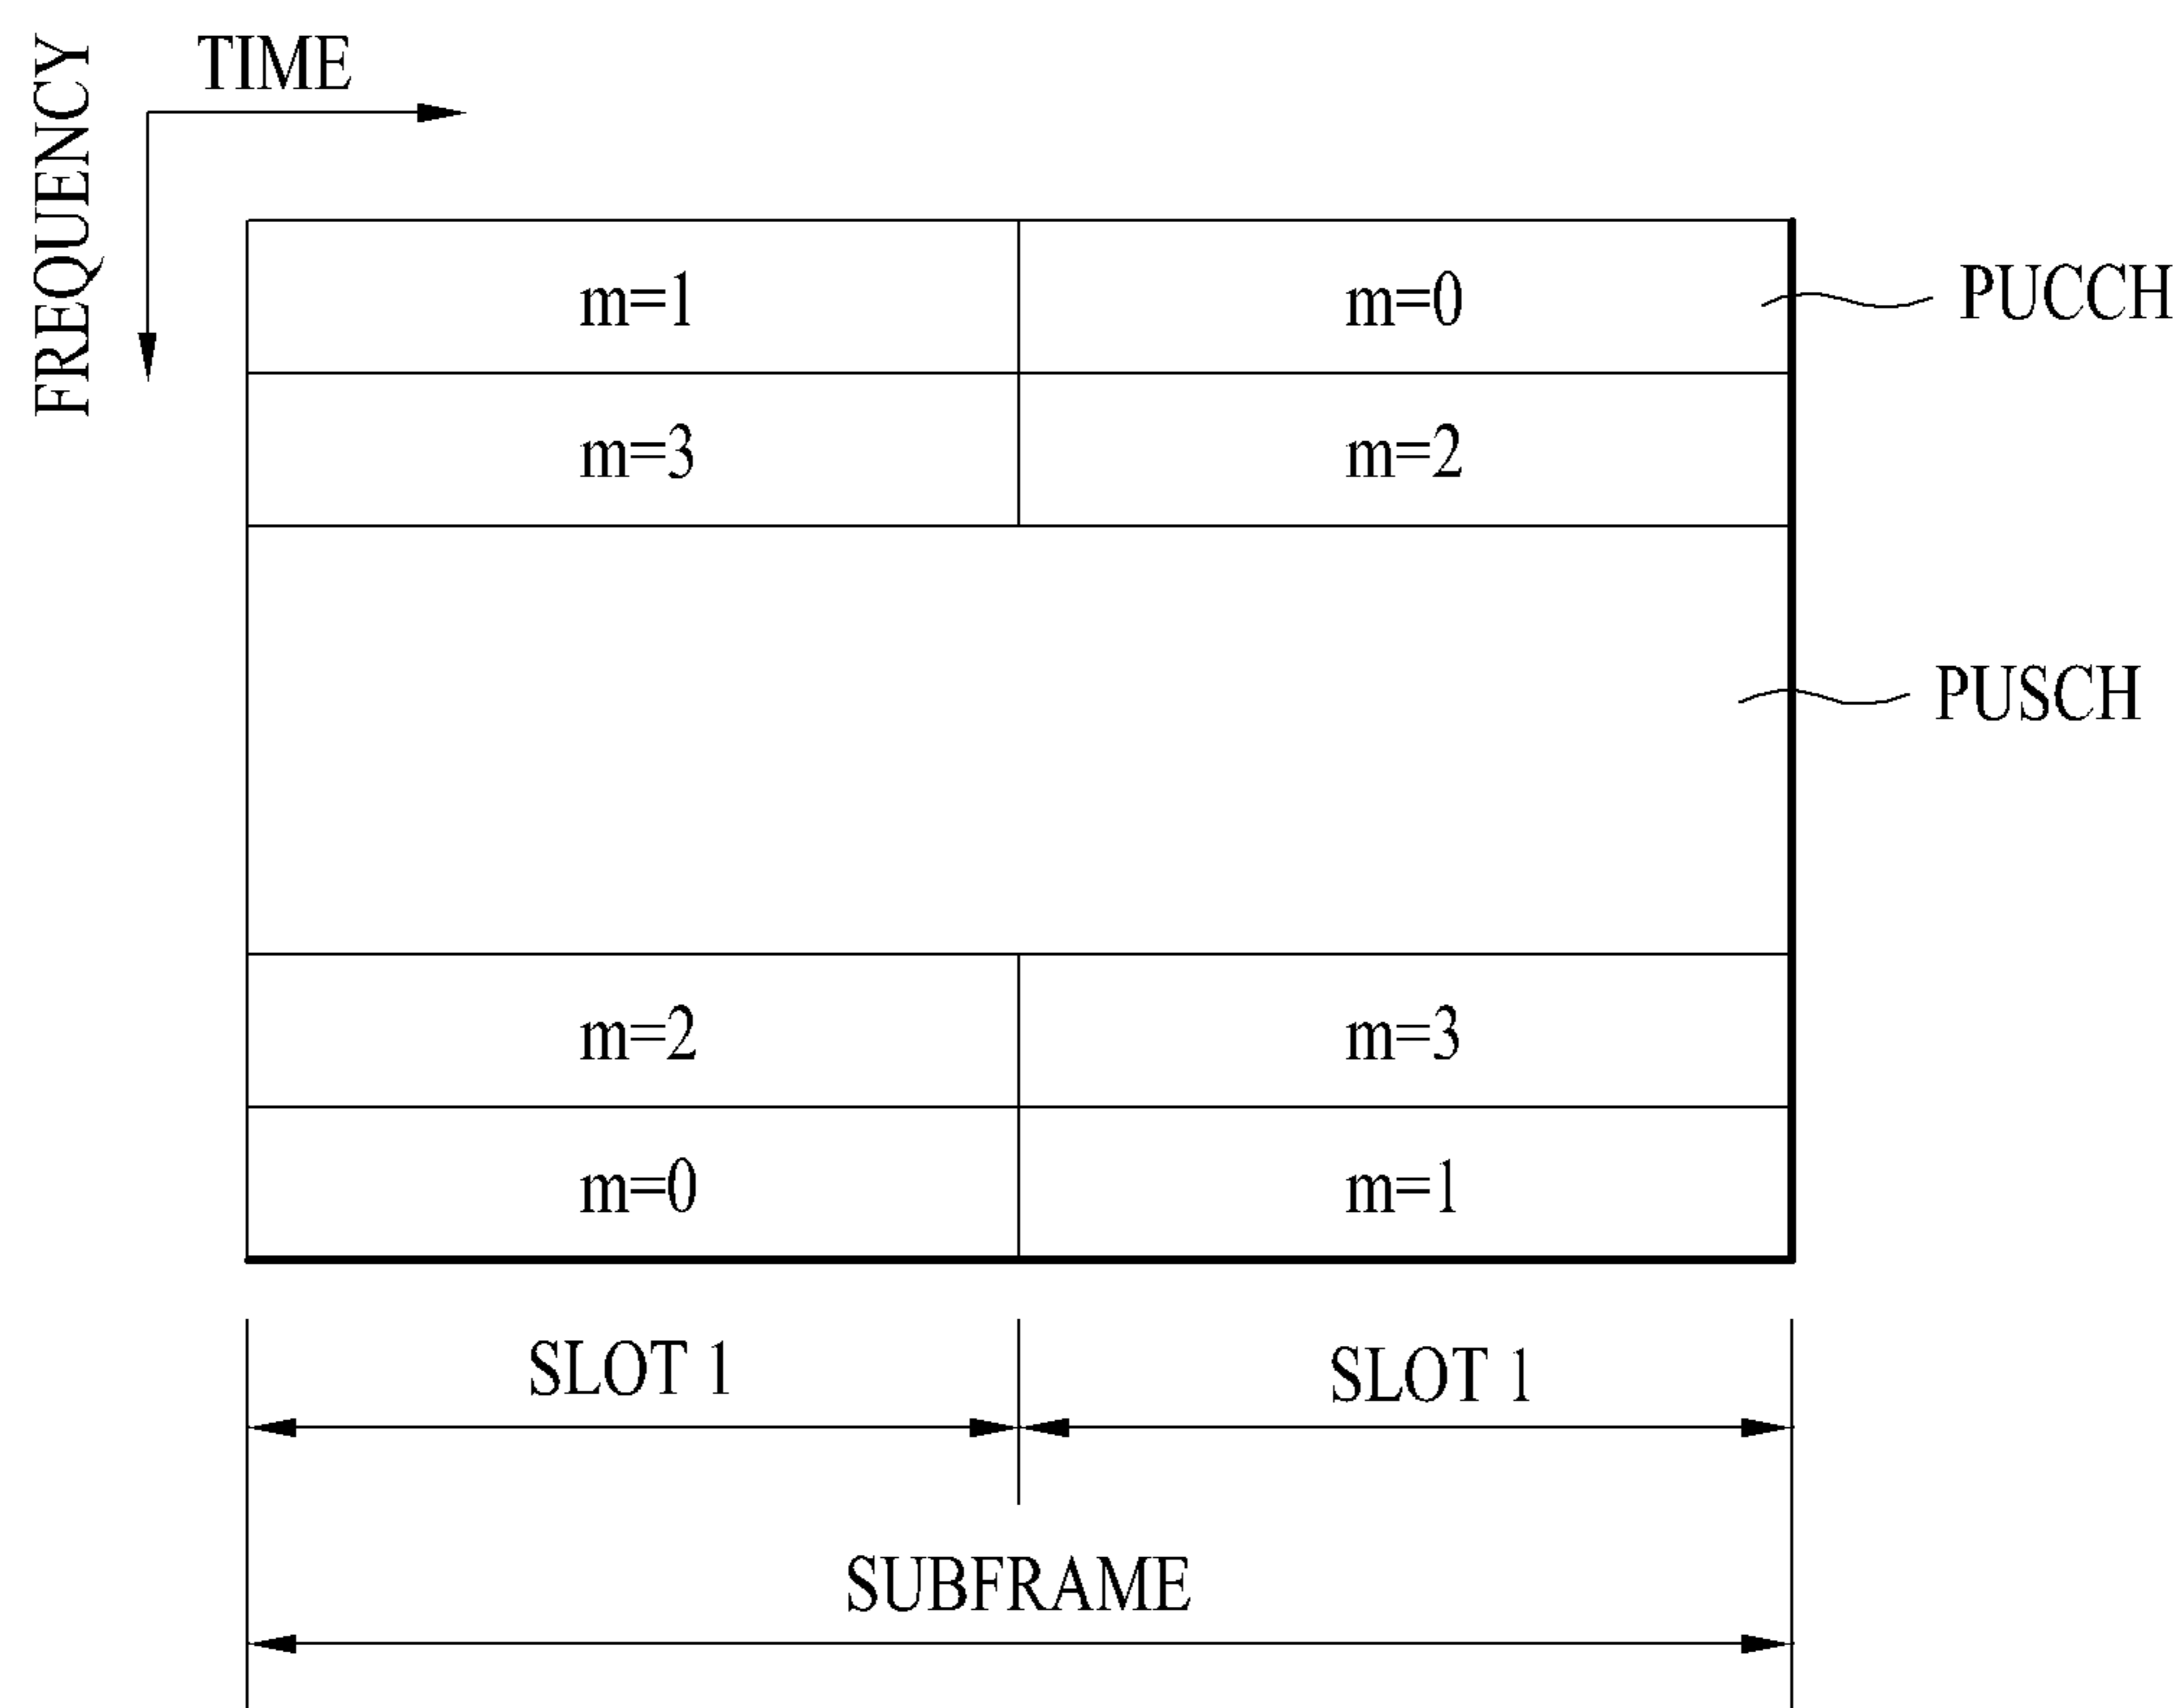 TIME
FREQUENCY
m=1
m=0
PUCCH
m=3
m=2
PUSCH
m=2
m=3
m=0
m=1
SLOT 1
SLOT 1
SUBFRAME